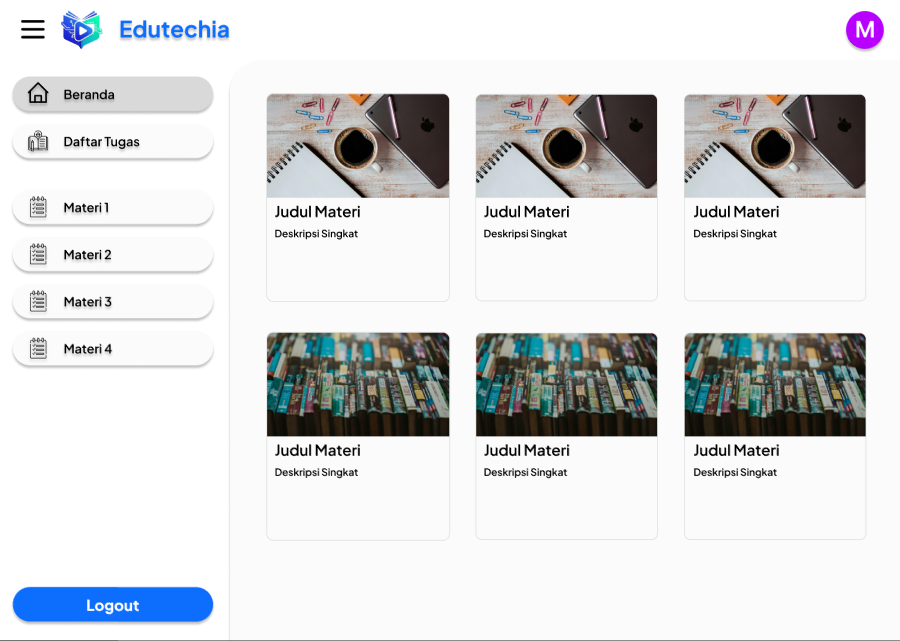 Edutechia
M
Beranda
Daftar Tugas
Materi 1
Materi 2
Materi 3
Materi 4
Logout
Judul Materi
Deskripsi Singkat
Judul Materi
Deskripsi Singkat
Judul Materi
Deskripsi Singkat
Judul Materi
Deskripsi Singkat
Judul Materi
Deskripsi Singkat
Judul Materi
Deskripsi Singkat